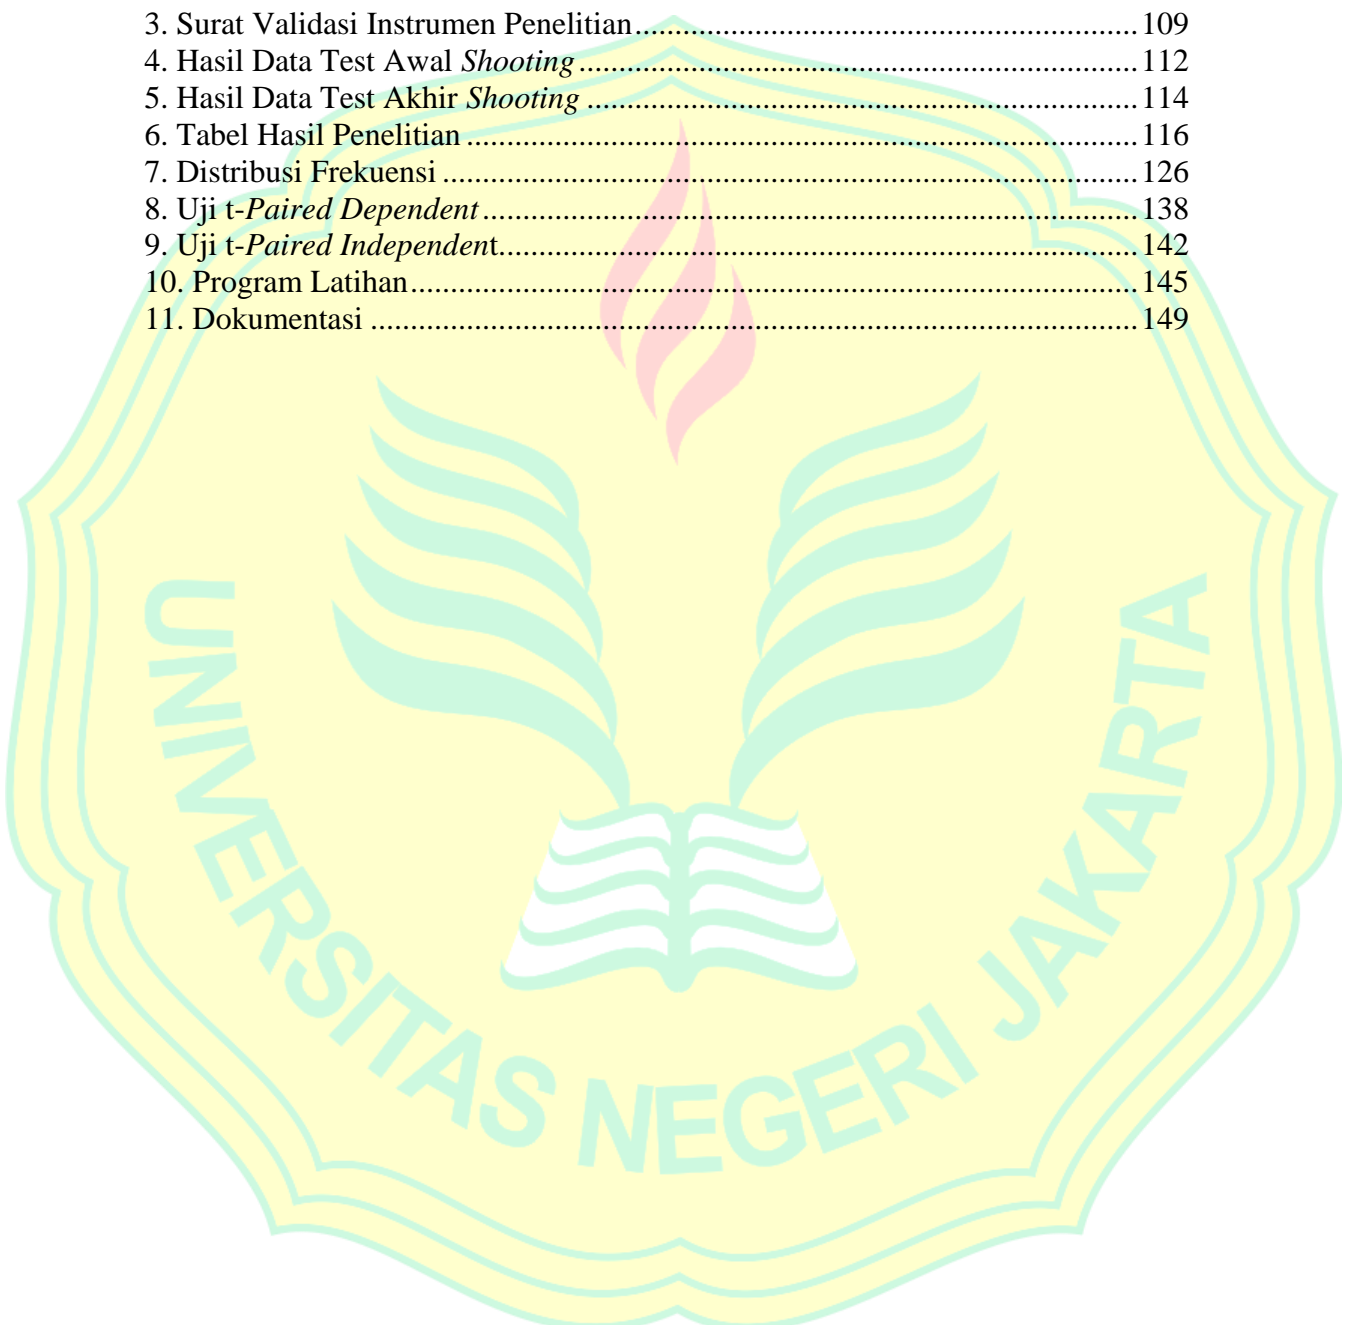 3. Surat Validasi Instrumen Penelitian........................................................109
4. Hasil Data Test Awal Shooting........................................................112
5. Hasil Data Test Akhir Shooting........................................................114
6. Tabel Hasil Penelitian........................................................116
7. Distribusi Frekuensi........................................................126
8. Uji t-Paired Dependent........................................................138
9. Uji t-Paired Independent........................................................142
10. Program Latihan........................................................145
11. Dokumentasi........................................................149
UNIVERSITAS NEGERI JAKARTA